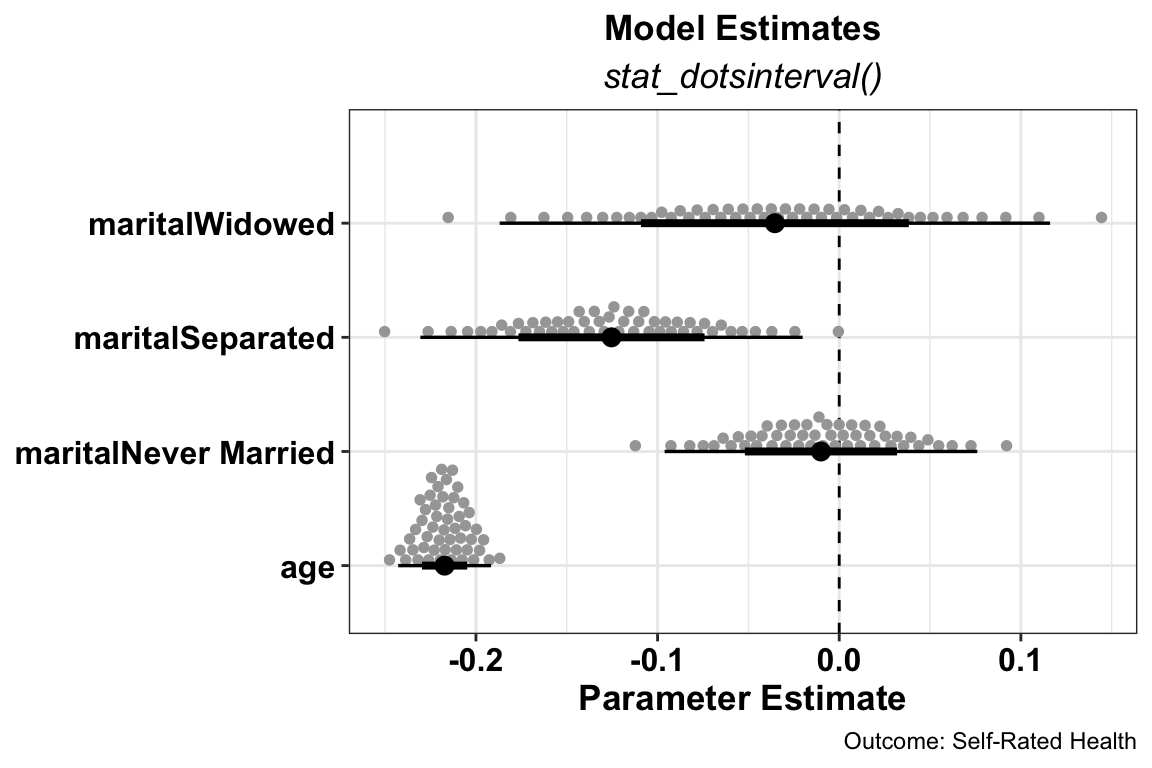 Model Estimates
stat_dotsinterval()
maritalWidowed
maritalSeparated
maritalNever Married
age
-0.2 -0.1 0.0 0.1
Parameter Estimate
Outcome: Self-Rated Health